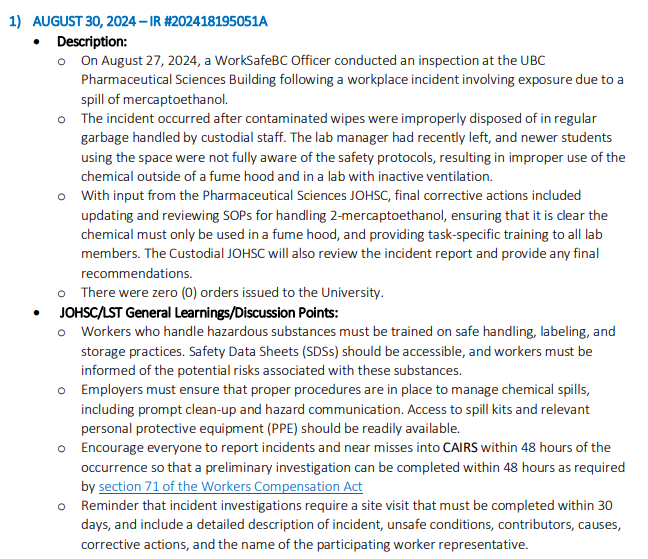 1) AUGUST 30, 2024 – IR #202418195051A
• Description:
o On August 27, 2024, a WorkSafeBC Officer conducted an inspection at the UBC
Pharmaceutical Sciences Building following a workplace incident involving exposure due to a
spill of mercaptoethanol.
o The incident occurred after contaminated wipes were improperly disposed of in regular
garbage handled by custodial staff. The lab manager had recently left, and newer students
using the space were not fully aware of the safety protocols, resulting in improper use of the
chemical outside of a fume hood and in a lab with inactive ventilation.
o With input from the Pharmaceutical Sciences JOHSC, final corrective actions included
updating and reviewing SOPs for handling 2-mercaptoethanol, ensuring that it is clear the
chemical must only be used in a fume hood, and providing task-specific training to all lab
members. The Custodial JOHSC will also review the incident report and provide any final
recommendations.
o There were zero (0) orders issued to the University.
• JOHSC/LST General Learnings/Discussion Points:
o Workers who handle hazardous substances must be trained on safe handling, labeling, and
storage practices. Safety Data Sheets (SDSs) should be accessible, and workers must be
informed of the potential risks associated with these substances.
o Employers must ensure that proper procedures are in place to manage chemical spills,
including prompt clean-up and hazard communication. Access to spill kits and relevant
personal protective equipment (PPE) should be readily available.
o Encourage everyone to report incidents and near misses into CAIRS within 48 hours of the
occurrence so that a preliminary investigation can be completed within 48 hours as required
by section 71 of the Workers Compensation Act
o Reminder that incident investigations require a site visit that must be completed within 30
days, and include a detailed description of incident, unsafe conditions, contributors, causes,
corrective actions, and the name of the participating worker representative.